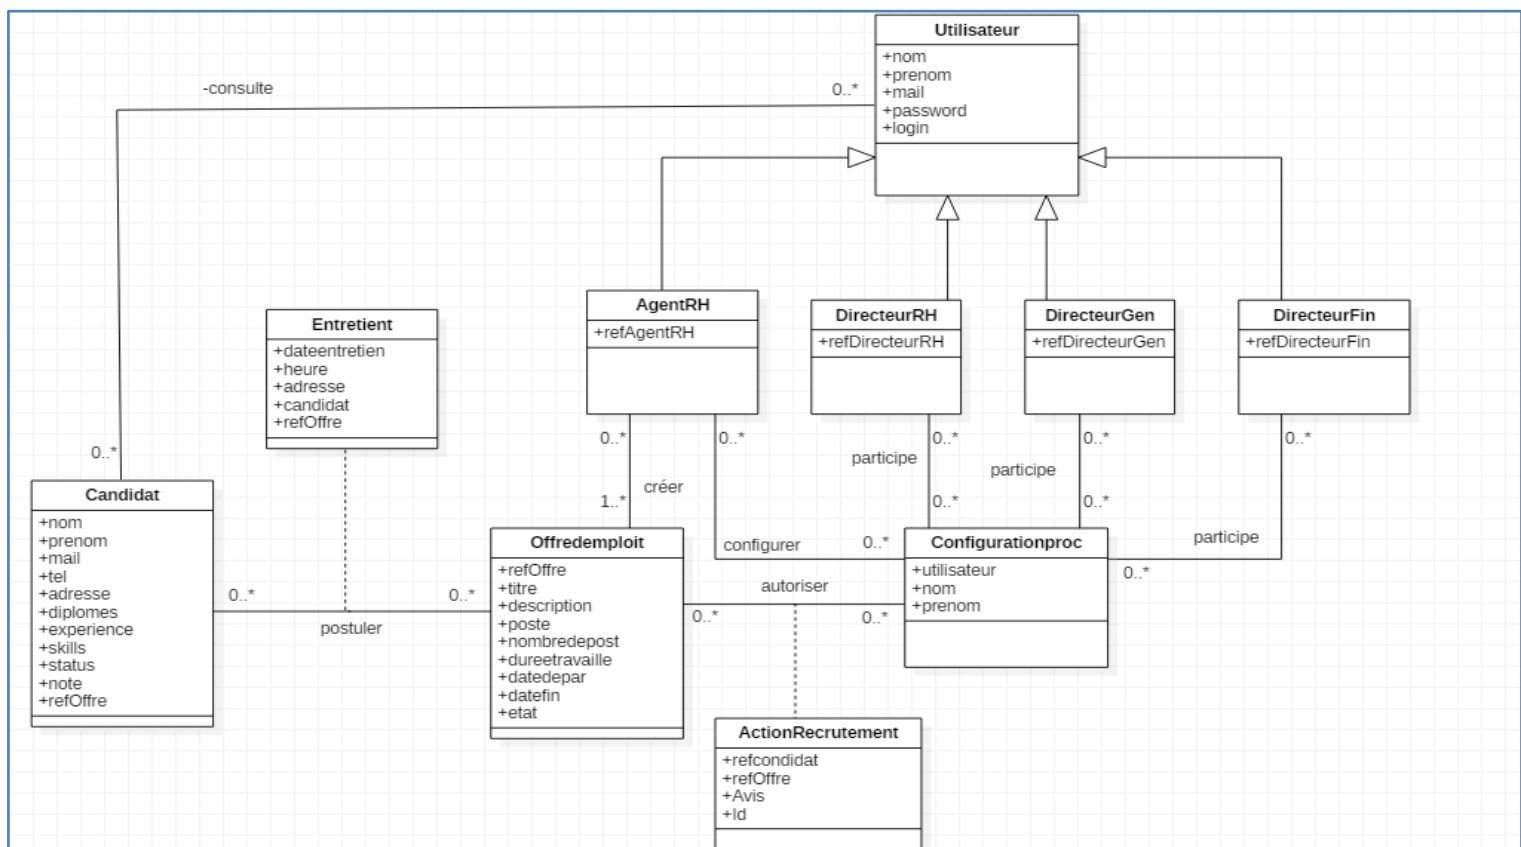 Utilisateur
+nom
+prenom
+mail
+password
+login
-consulte
0..*
0..*
AgentRH
+refAgentRH
DirecteurRH
+refDirecteurRH
DirecteurGen
+refDirecteurGen
DirecteurFin
+refDirecteurFin
Entretient
+dateentretien
+heure
+adresse
+candidat
+refOffre
0..*
0..*
0..*
0..*
0..*
participe
participe
créer
1..*
0..*
0..*
configurer
0..*
participe
0..*
Candidat
+nom
+prenom
+mail
+tel
+adresse
+diplomes
+experience
+skills
+status
+note
+refOffre
0..*
0..*
postuler
Offredemploit
+refOffre
+titre
+description
+poste
+nombredepost
+dureetravaille
+datedepar
+datefin
+etat
autoriser
0..*
0..*
Configurationproc
+utilisateur
+nom
+prenom
ActionRecrutement
+refcondidat
+refOffre
+Avis
+Id